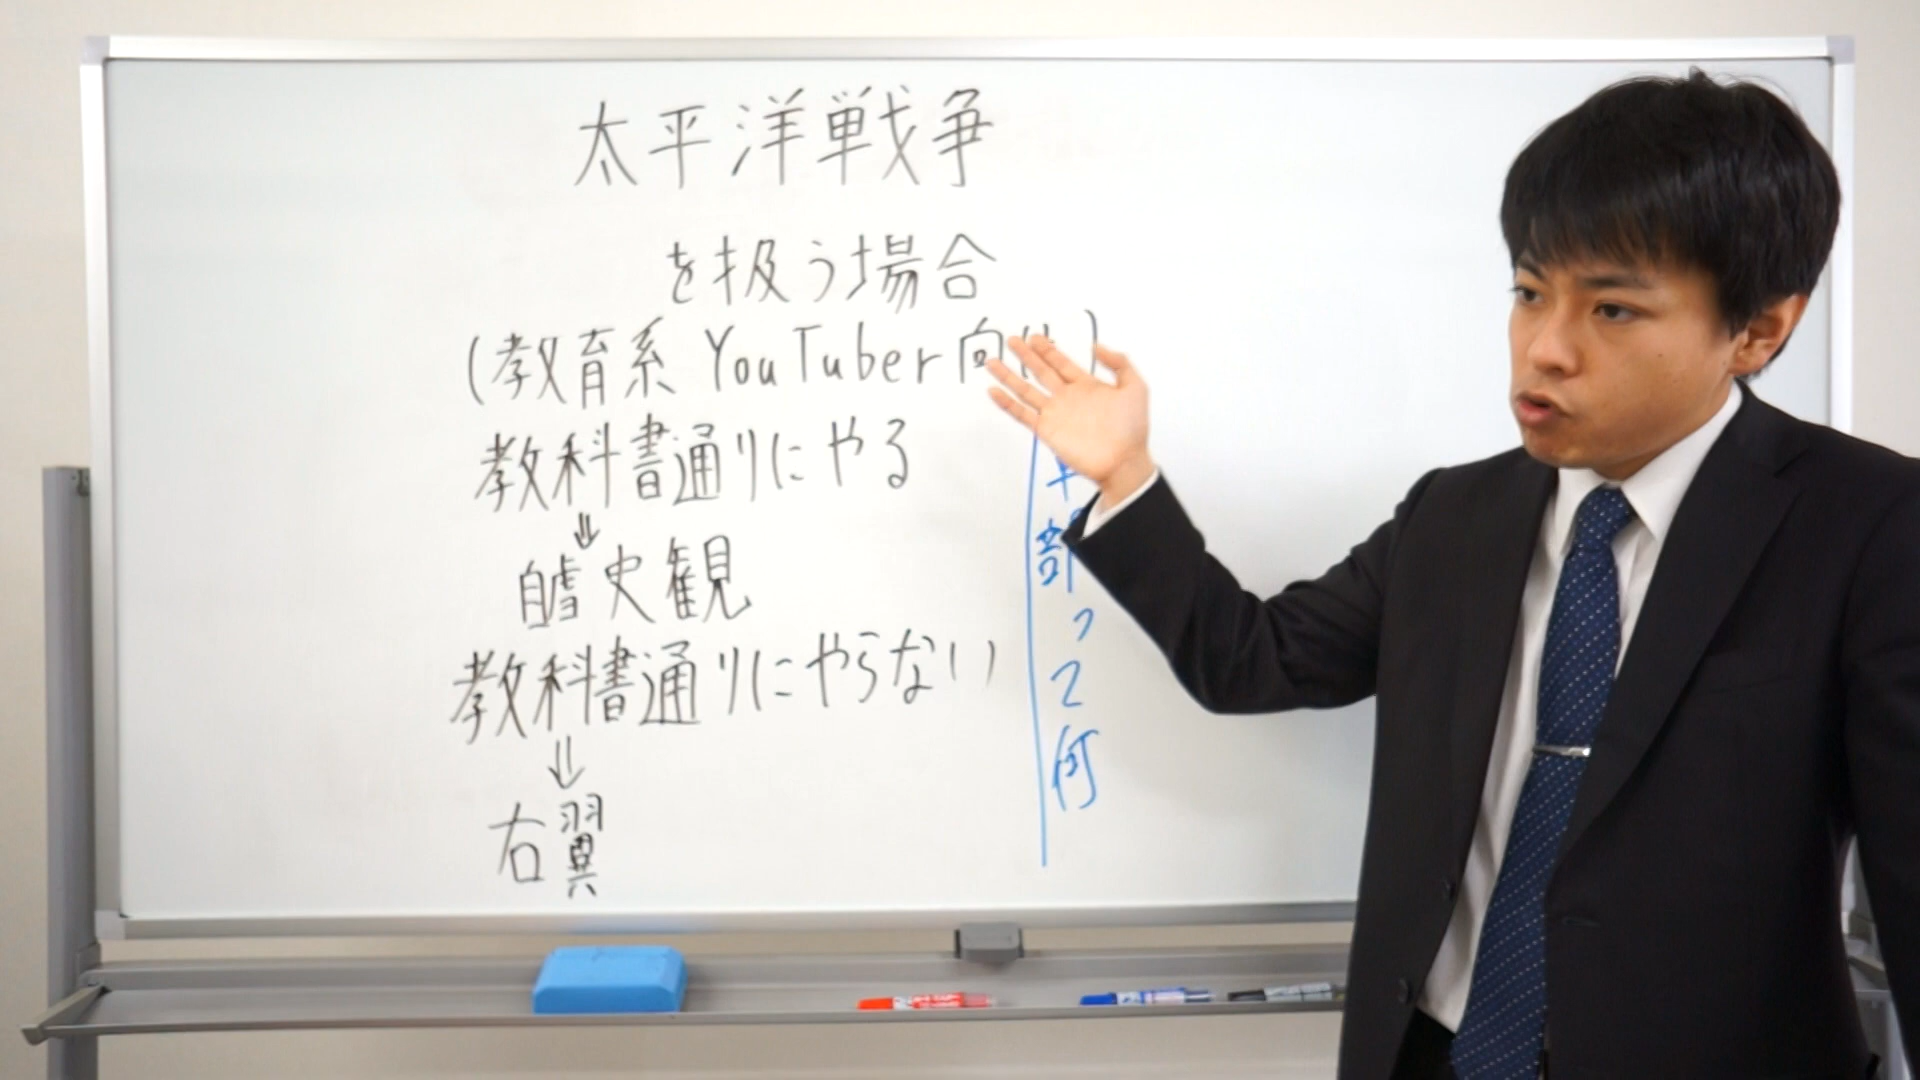 太平洋戦争
を扱う場合
(教育系 YouTuber向け)
教科書通りにやる
⇓
自虐史観
教科書通りにやらない
⇓
右翼
部って何